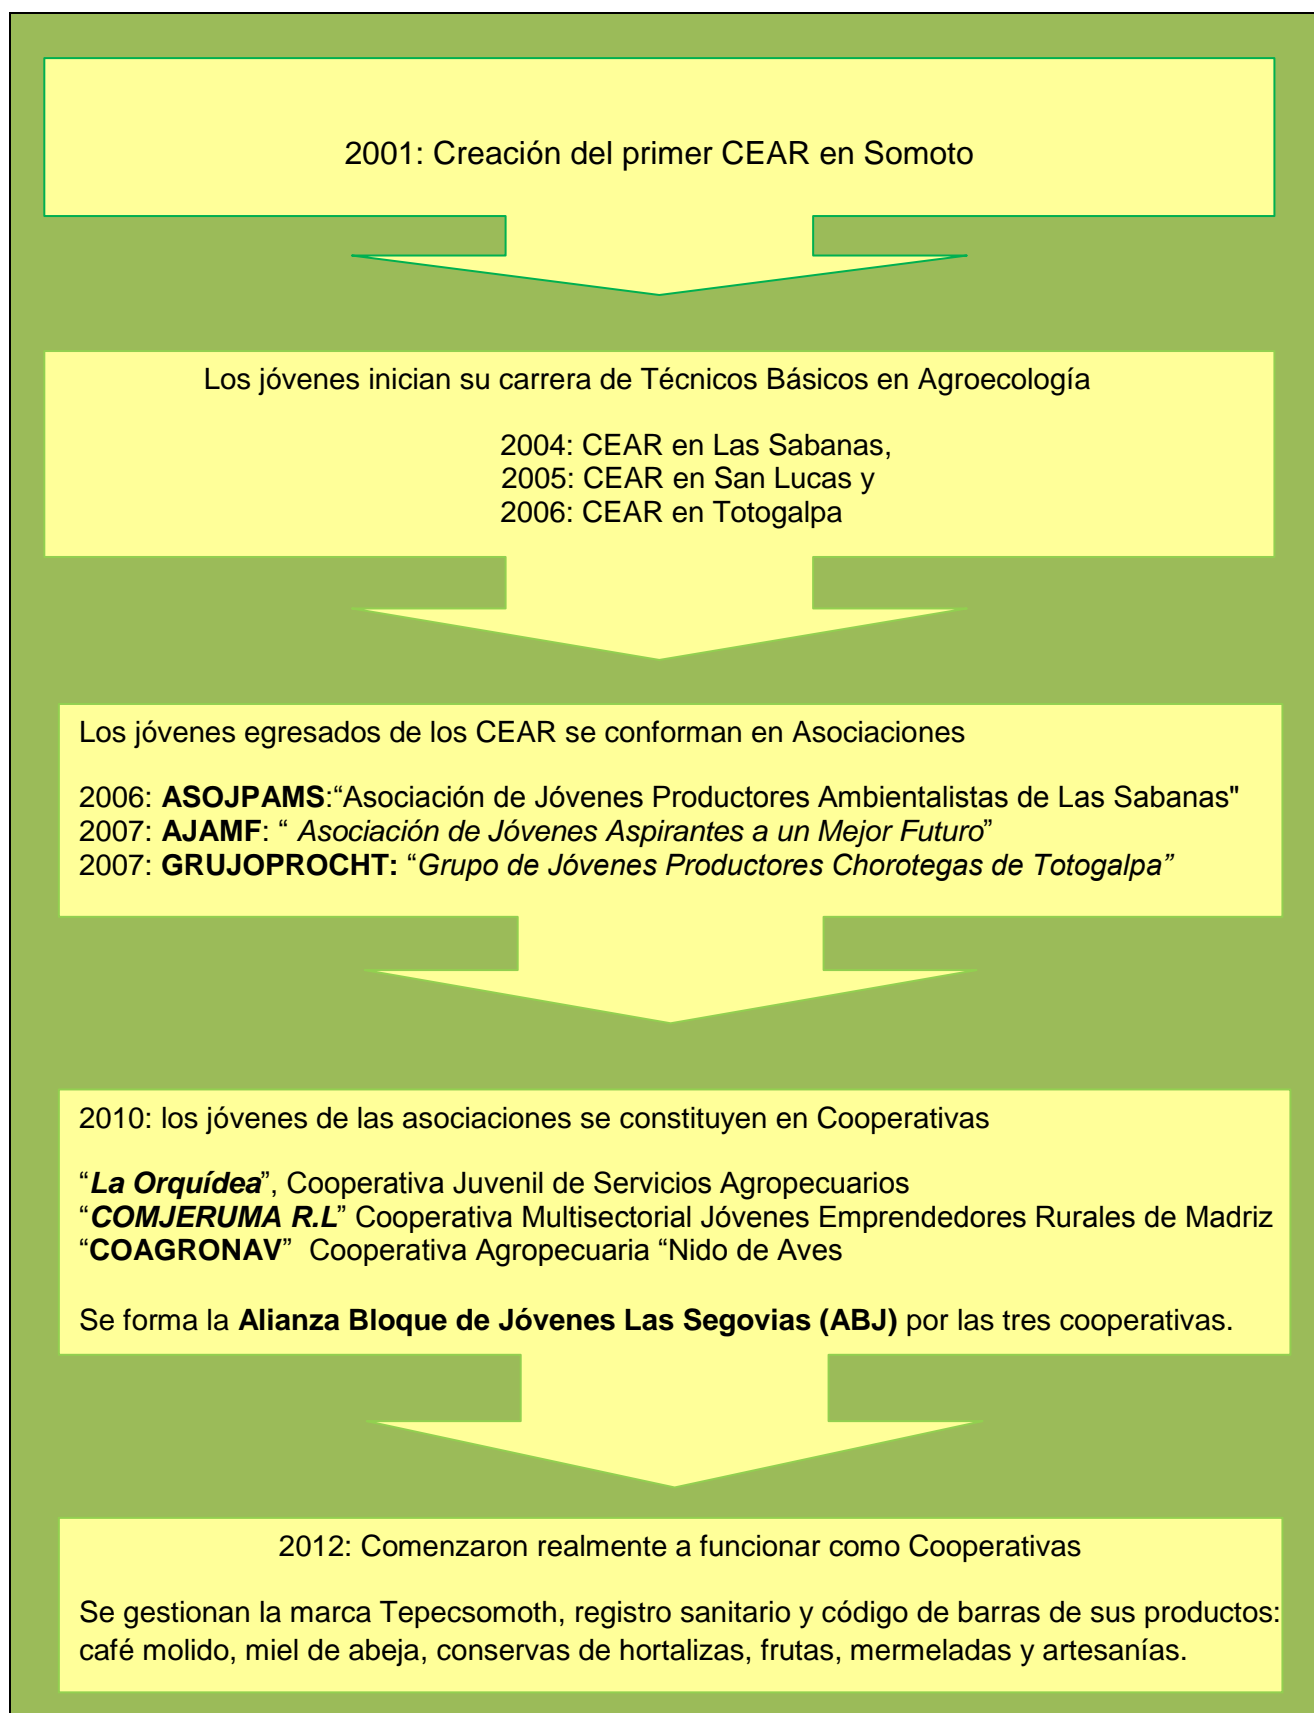 2001: Creación del primer CEAR en Somoto
Los jóvenes inician su carrera de Técnicos Básicos en Agroecología
2004: CEAR en Las Sabanas,
2005: CEAR en San Lucas y
2006: CEAR en Totogalpa
Los jóvenes egresados de los CEAR se conforman en Asociaciones
2006: ASOJPAMS:“Asociación de Jóvenes Productores Ambientalistas de Las Sabanas"
2007: AJAMF: “ Asociación de Jóvenes Aspirantes a un Mejor Futuro”
2007: GRUJOPROCHT: “Grupo de Jóvenes Productores Chorotegas de Totogalpa”
2010: los jóvenes de las asociaciones se constituyen en Cooperativas
“La Orquídea”, Cooperativa Juvenil de Servicios Agropecuarios
“COMJERUMA R.L” Cooperativa Multisectorial Jóvenes Emprendedores Rurales de Madriz
“COAGRONAV” Cooperativa Agropecuaria “Nido de Aves
Se forma la Alianza Bloque de Jóvenes Las Segovias (ABJ) por las tres cooperativas.
2012: Comenzaron realmente a funcionar como Cooperativas
Se gestionan la marca Tepecsomoth, registro sanitario y código de barras de sus productos:
café molido, miel de abeja, conservas de hortalizas, frutas, mermeladas y artesanías.